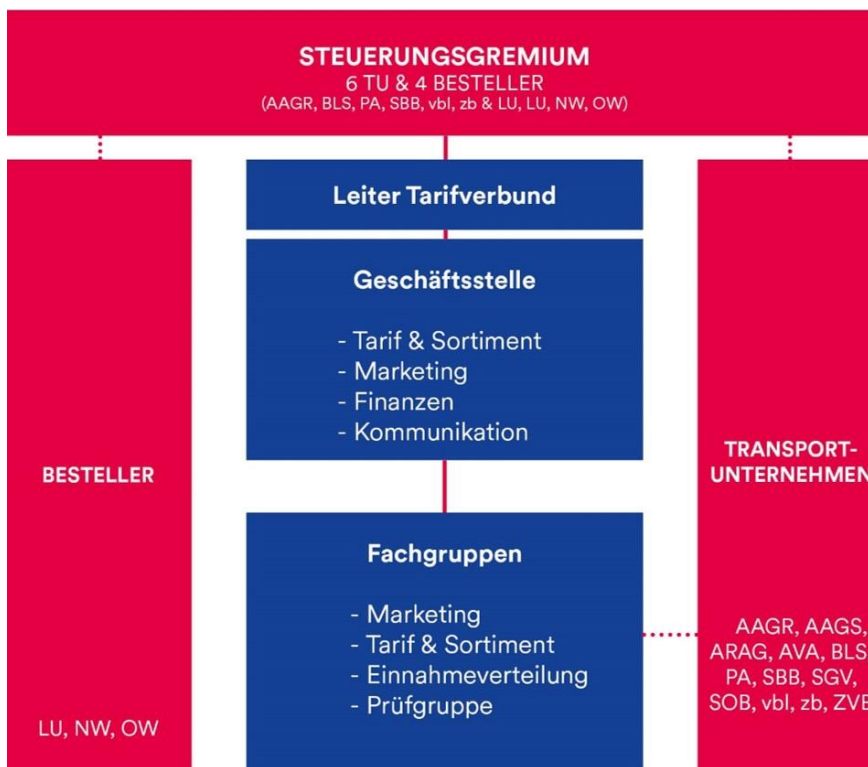 STEUERUNGSGREMIUM
6 TU & 4 BESTELLER
(AAGR, BLS, PA, SBB, vbl, zb & LU, LU, NW, OW)
Leiter Tarifverbund
Geschäftsstelle
- Tarif & Sortiment
- Marketing
- Finanzen
- Kommunikation
BESTELLER
LU, NW, OW
Fachgruppen
- Marketing
- Tarif & Sortiment
- Einnahmeverteilung
- Prüfgruppe
TRANSPORT-
UNTERNEHMEN
AAGR, AAGS,
ARAG, AVA, BLS
PA, SBB, SGV,
SOB, vbl, zb,